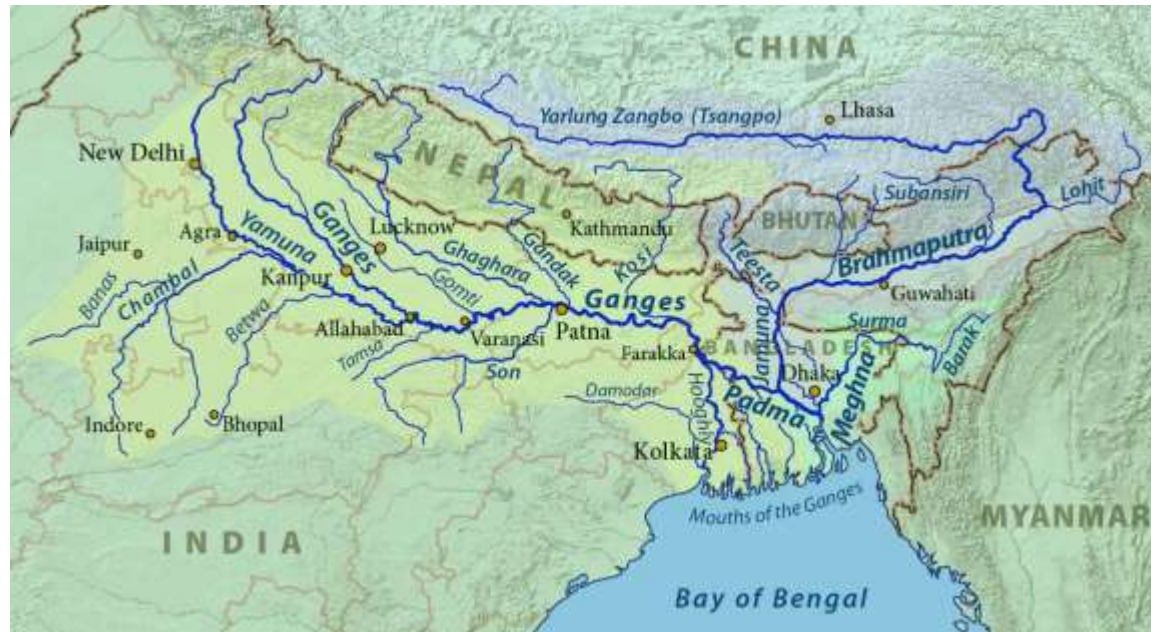 CHINA
Yarlung Zangbo (Tsangpo)
Lhasa
New Delhi
NEPAL
Subansiri
Lohit
BHUTAN
Kathmandu
Jaipur
Agra
Yamuna
Ganges
Lucknow
Ghaghara
Gandak
Kosi
Teesta
Brahmaputra
Guwahati
Banas
Chambal
Kanpur
Gomti
Ganges
Betwa
Allahabad
Varanasi
Patna
Tamsa
Son
Farakka
BANGLADESH
Jamuna
Surma
Barak
Dhaka
Meghna
Damodar
Hooghly
Padma
Indore
Bhopal
Kolkata
Mouths of the Ganges
INDIA
MYANMAR
Bay of Bengal